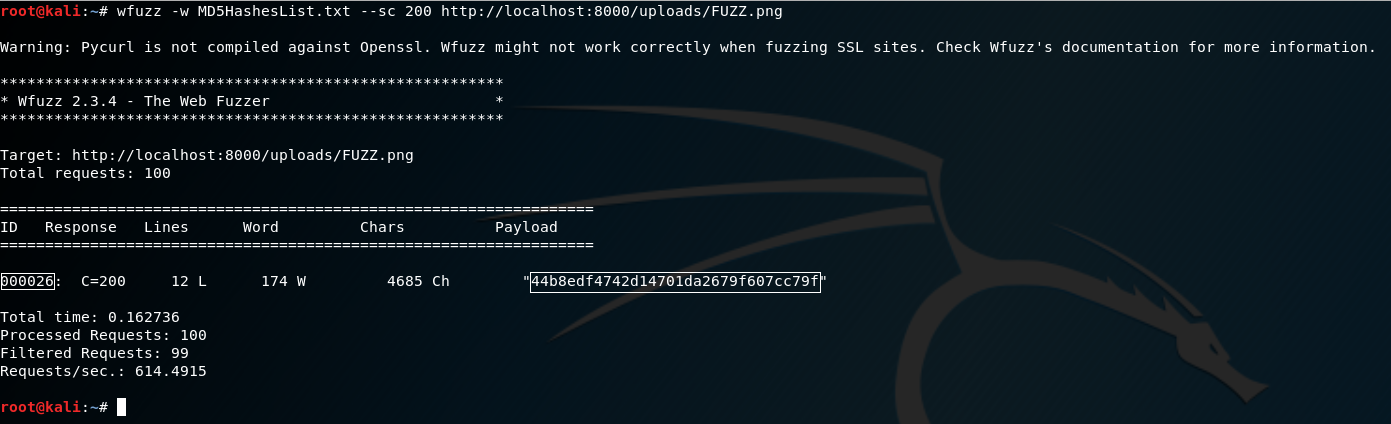 root@kali:~# wfuzz -w MD5HashesList.txt --sc 200 http://localhost:8000/uploads/FUZZ.png
Warning: Pycurl is not compiled against Openssl. Wfuzz might not work correctly when fuzzing SSL sites. Check Wfuzz's documentation for more information.
********************************************************
* Wfuzz 2.3.4 - The Web Fuzzer                         *
********************************************************
Target: http://localhost:8000/uploads/FUZZ.png
Total requests: 100
==================================================================
ID   Response   Lines      Word         Chars          Payload
==================================================================
000026:  C=200     12 L      174 W         4685 Ch        "44b8edf4742d14701da2679f607cc79f"
Total time: 0.162736
Processed Requests: 100
Filtered Requests: 99
Requests/sec.: 614.4915
root@kali:~#